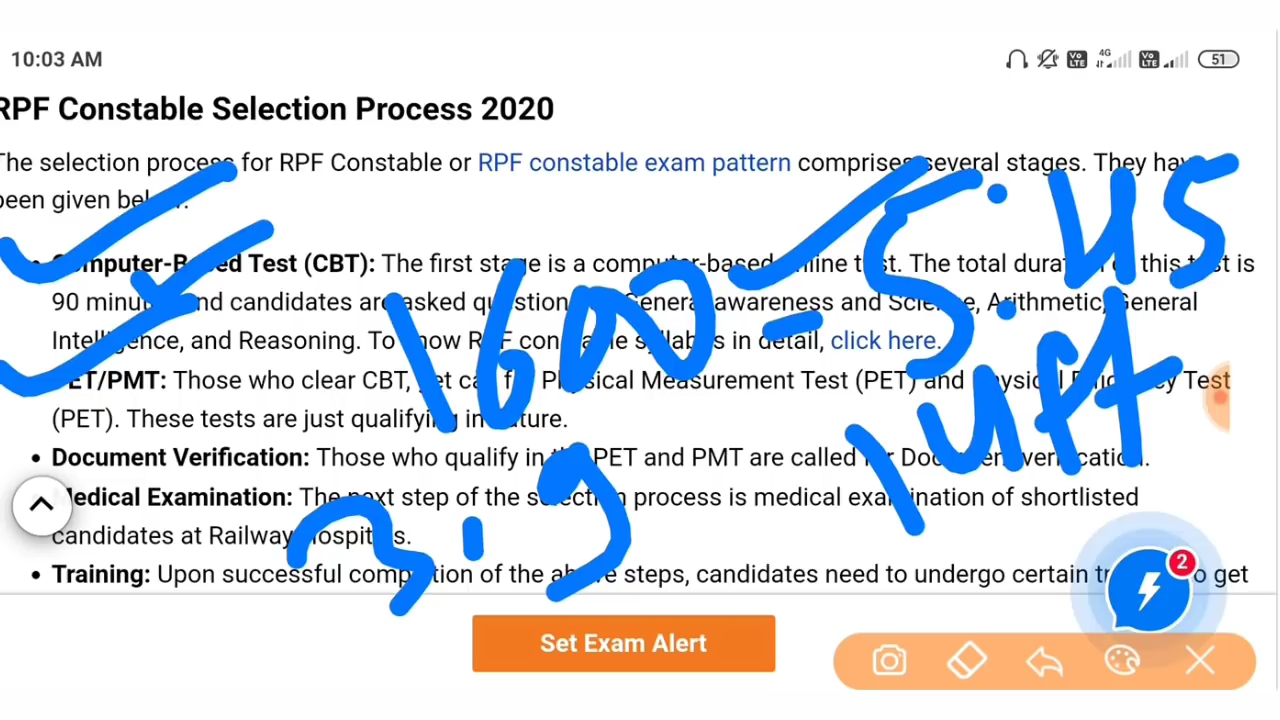 10:03 AM
4G
51
RPF Constable Selection Process 2020
The selection process for RPF Constable or RPF constable exam pattern comprises several stages. They have
been given below.
Computer-Based Test (CBT): The first stage is a computer-based online test. The total duration of this test is
90 minutes and candidates are asked question General awareness and Science, Arithmetic, General
Intelligence, and Reasoning. To know RPF constable syllabus in detail, click here.
PET/PMT: Those who clear CBT, get call for Physical Measurement Test (PET) and Physical Efficiency Test
(PET). These tests are just qualifying in nature.
Document Verification: Those who qualify in the PET and PMT are called for Document verification.
Medical Examination: The next step of the selection process is medical examination of shortlisted
candidates at Railway Hospitals.
Training: Upon successful completion of the above steps, candidates need to undergo certain to get
Set Exam Alert
2
1600 - 5:45
14ft
3.9